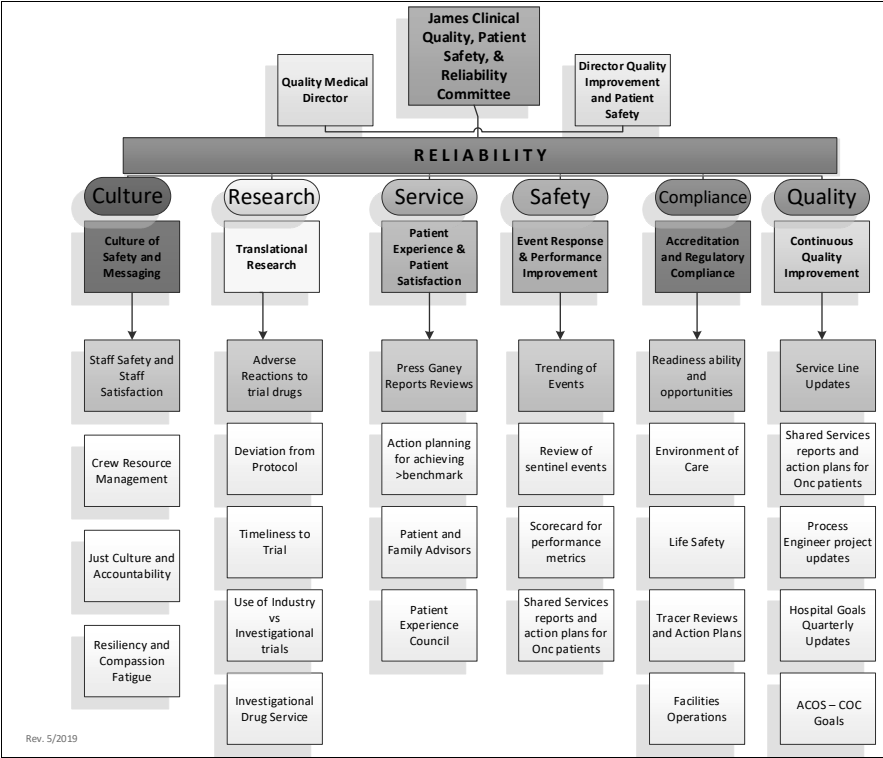 James Clinical
Quality, Patient
Safety, &
Reliability
Committee
Quality Medical
Director
Director Quality
Improvement
and Patient
Safety
RELIABILITY
Culture
Research
Service
Safety
Compliance
Quality
Culture of
Safety and
Messaging
Translational
Research
Patient
Experience &
Patient
Satisfaction
Event Response
& Performance
Improvement
Accreditation
and Regulatory
Compliance
Continuous
Quality
Improvement
Staff Safety and
Staff
Satisfaction
Adverse
Reactions to
trial drugs
Press Ganey
Reports Reviews
Trending of
Events
Readiness ability
and
opportunities
Service Line
Updates
Crew Resource
Management
Deviation from
Protocol
Action planning
for achieving
>benchmark
Review of
sentinel events
Environment of
Care
Shared Services
reports and
action plans for
Onc patients
Just Culture and
Accountability
Timeliness to
Trial
Patient and
Family Advisors
Scorecard for
performance
metrics
Life Safety
Process
Engineer project
updates
Resiliency and
Compassion
Fatigue
Use of Industry
vs
Investigational
trials
Patient
Experience
Council
Shared Services
reports and
action plans for
Onc patients
Tracer Reviews
and Action Plans
Hospital Goals
Quarterly
Updates
Investigational
Drug Service
Facilities
Operations
ACOS – COC
Goals
Rev. 5/2019